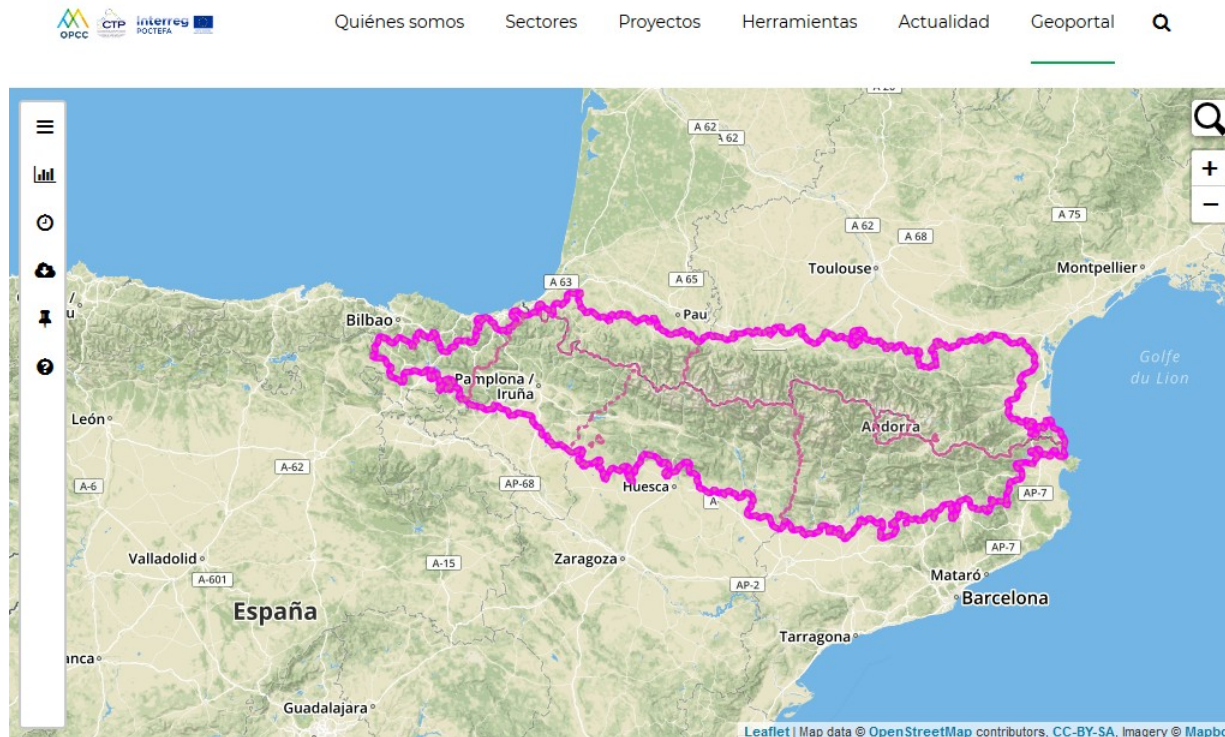 OPCC
CTP
Interreg
POCTEFA
Quiénes somos
Sectores
Proyectos
Herramientas
Actualidad
Geoportal
A 62
A 62
A 75
A 62
A 68
Toulouse
Montpellier
A 63
A 65
Pau
Bilbao
Golfe
du Lion
Pamplona /
Iruña
León
Andorra
A-62
A-6
AP-68
Huesca
AP-7
A-
Valladolid
A-15
Zaragoza
AP-7
A-601
AP-2
Mataró
Barcelona
España
Tarragona
Guadalajara
Leaflet | Map data © OpenStreetMap contributors, CC-BY-SA, Imagery © Mapbo